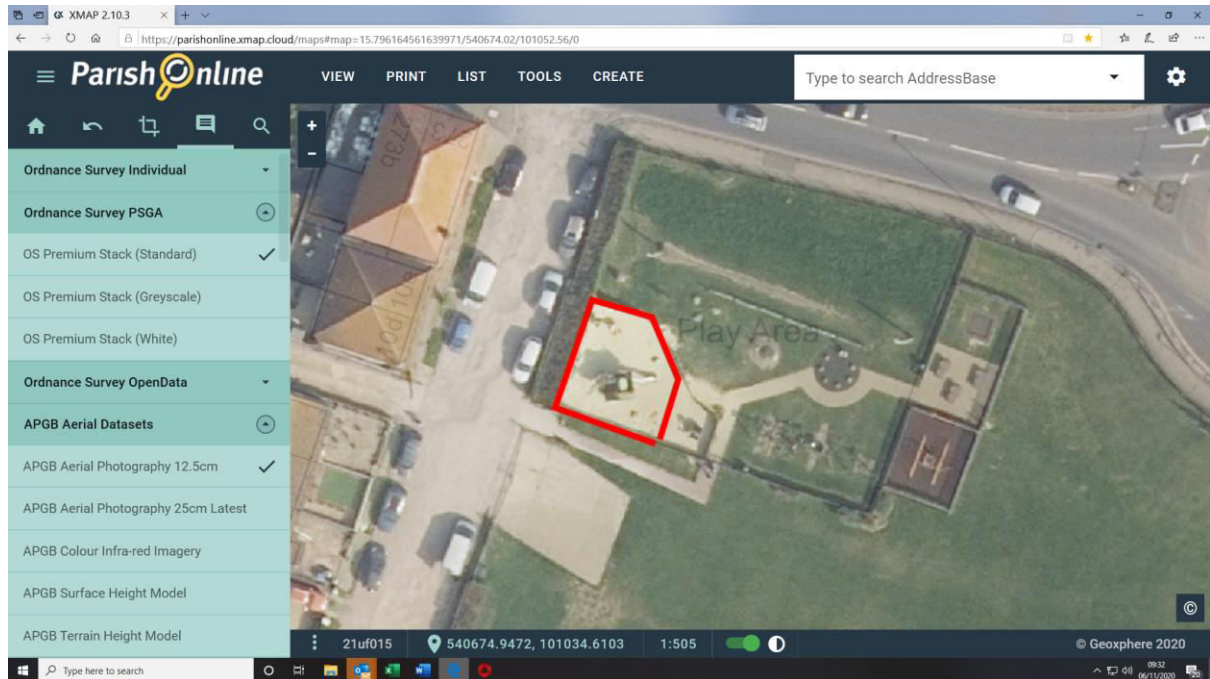 XMAP 2.10.3
https://parishonline.xmap.cloud/maps#map=15.796164561639971/540674.02/101052.56/0
Parish Online
VIEW PRINT LIST TOOLS CREATE
Type to search AddressBase
Ordnance Survey Individual
Ordnance Survey PSGA
OS Premium Stack (Standard)
OS Premium Stack (Greyscale)
OS Premium Stack (White)
Ordnance Survey OpenData
APGB Aerial Datasets
APGB Aerial Photography 12.5cm
APGB Aerial Photography 25cm Latest
APGB Colour Infra-red Imagery
APGB Surface Height Model
APGB Terrain Height Model
273b
Play Area
21uf015 540674.9472, 101034.6103 1:505
© Geoxphere 2020
Type here to search
09:32
06/11/2020